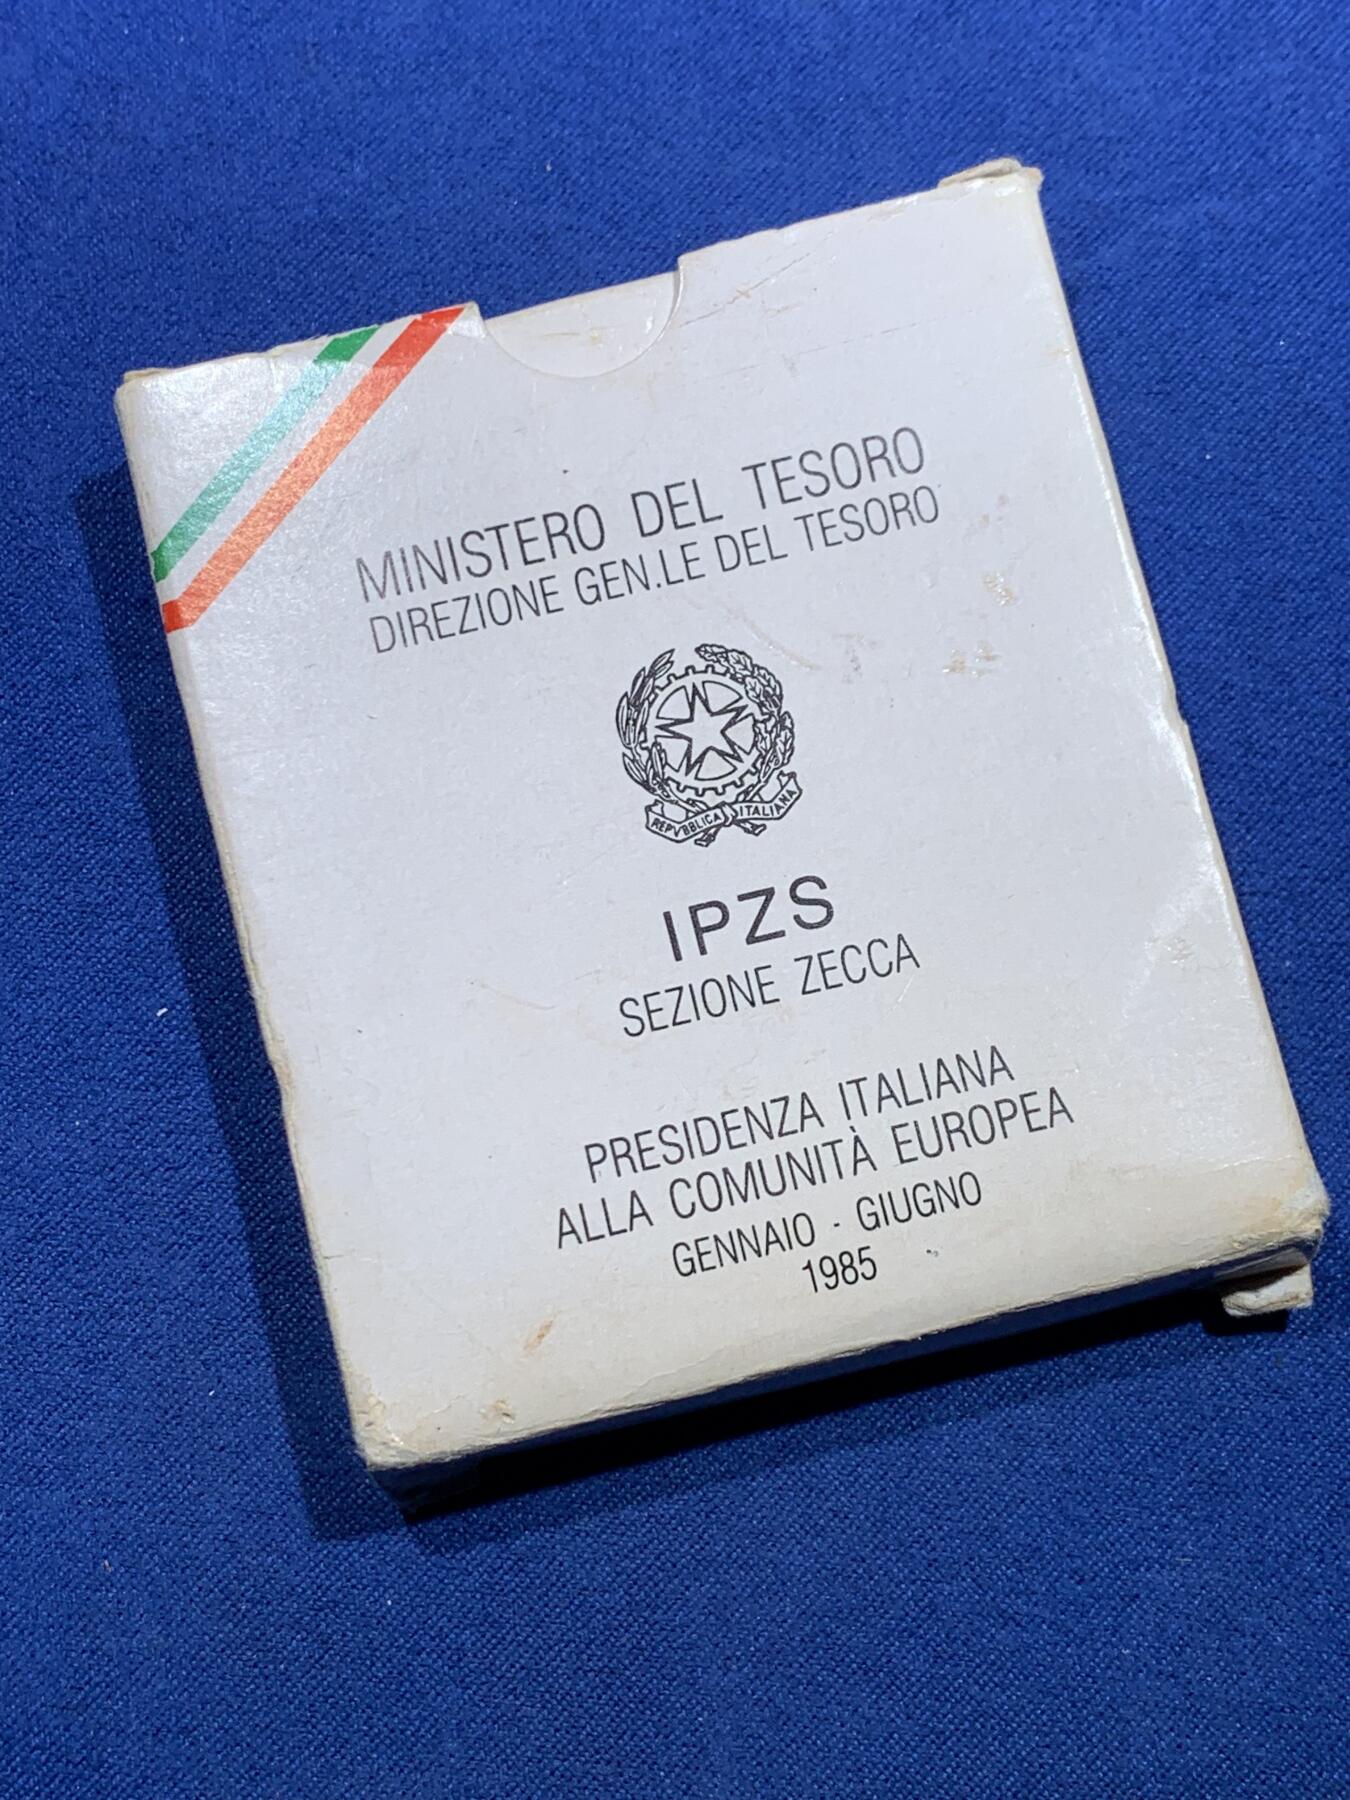 MINISTERO DEL TESORO
DIREZIONE GEN.LE DEL TESORO
REPVBBLICA ITALIANA
IPZS
SEZIONE ZECCA
PRESIDENZA ITALIANA
ALLA COMUNITÀ EUROPEA
GENNAIO - GIUGNO
1985